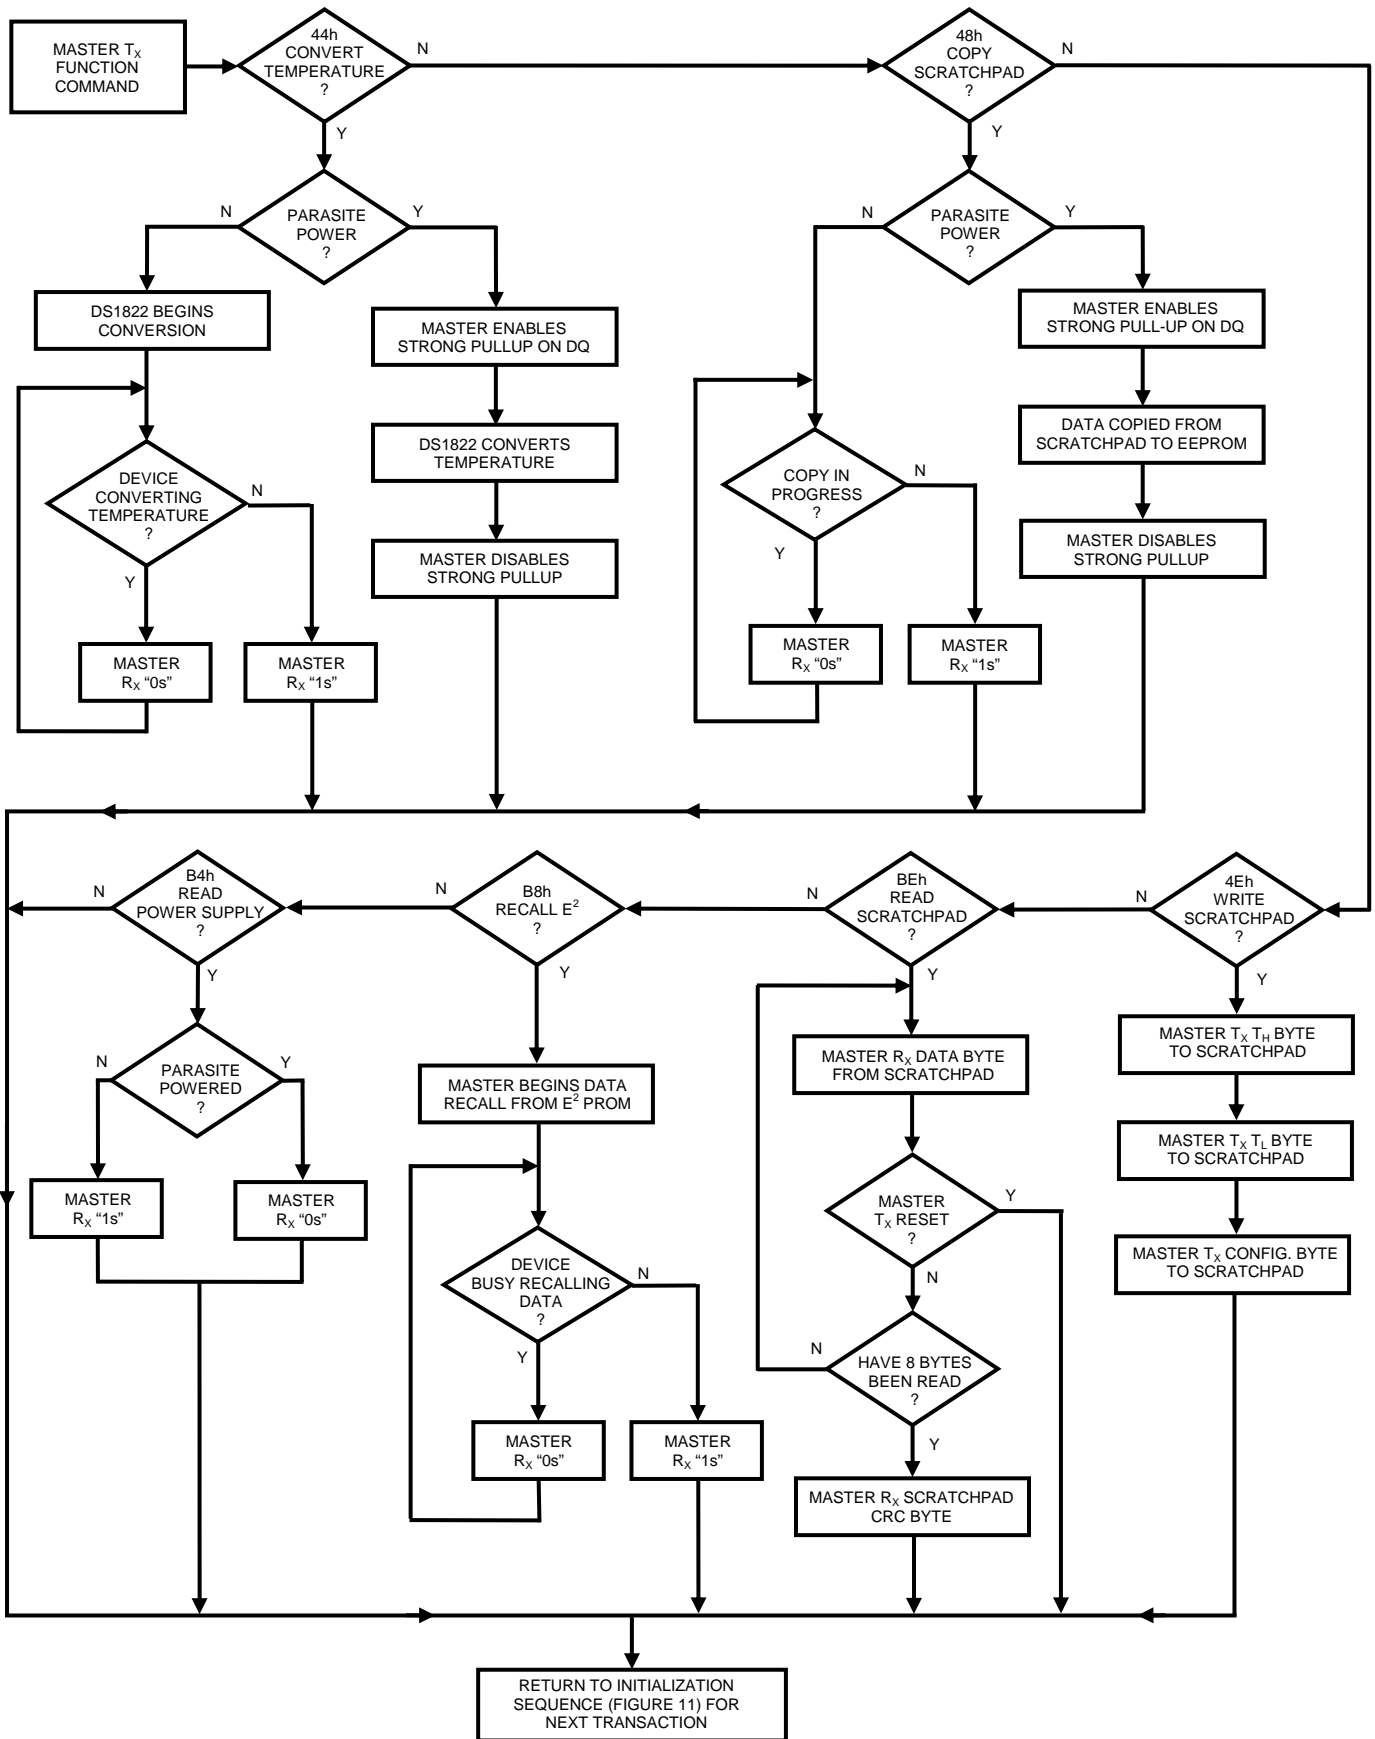 MASTER TX
FUNCTION
COMMAND
44h
CONVERT
TEMPERATURE
?
N
Y
48h
COPY
SCRATCHPAD
?
N
Y
PARASITE
POWER
?
N
Y
PARASITE
POWER
?
N
Y
DS1822 BEGINS
CONVERSION
MASTER ENABLES
STRONG PULLUP ON DQ
MASTER ENABLES
STRONG PULL-UP ON DQ
DS1822 CONVERTS
TEMPERATURE
DATA COPIED FROM
SCRATCHPAD TO EEPROM
DEVICE
CONVERTING
TEMPERATURE
?
N
Y
COPY IN
PROGRESS
?
N
Y
MASTER DISABLES
STRONG PULLUP
MASTER DISABLES
STRONG PULLUP
MASTER
RX “0s”
MASTER
RX “1s”
MASTER
RX “0s”
MASTER
RX “1s”
B4h
READ
POWER SUPPLY
?
N
Y
B8h
RECALL E2
?
N
Y
BEh
READ
SCRATCHPAD
?
N
Y
4Eh
WRITE
SCRATCHPAD
?
N
Y
PARASITE
POWERED
?
N
Y
MASTER
RX “1s”
MASTER
RX “0s”
MASTER BEGINS DATA
RECALL FROM E2 PROM
DEVICE
BUSY RECALLING
DATA
?
N
Y
MASTER
RX “0s”
MASTER
RX “1s”
MASTER RX DATA BYTE
FROM SCRATCHPAD
MASTER
TX RESET
?
Y
N
HAVE 8 BYTES
BEEN READ
?
N
Y
MASTER RX SCRATCHPAD
CRC BYTE
MASTER TX TH BYTE
TO SCRATCHPAD
MASTER TX TL BYTE
TO SCRATCHPAD
MASTER TX CONFIG. BYTE
TO SCRATCHPAD
RETURN TO INITIALIZATION
SEQUENCE (FIGURE 11) FOR
NEXT TRANSACTION